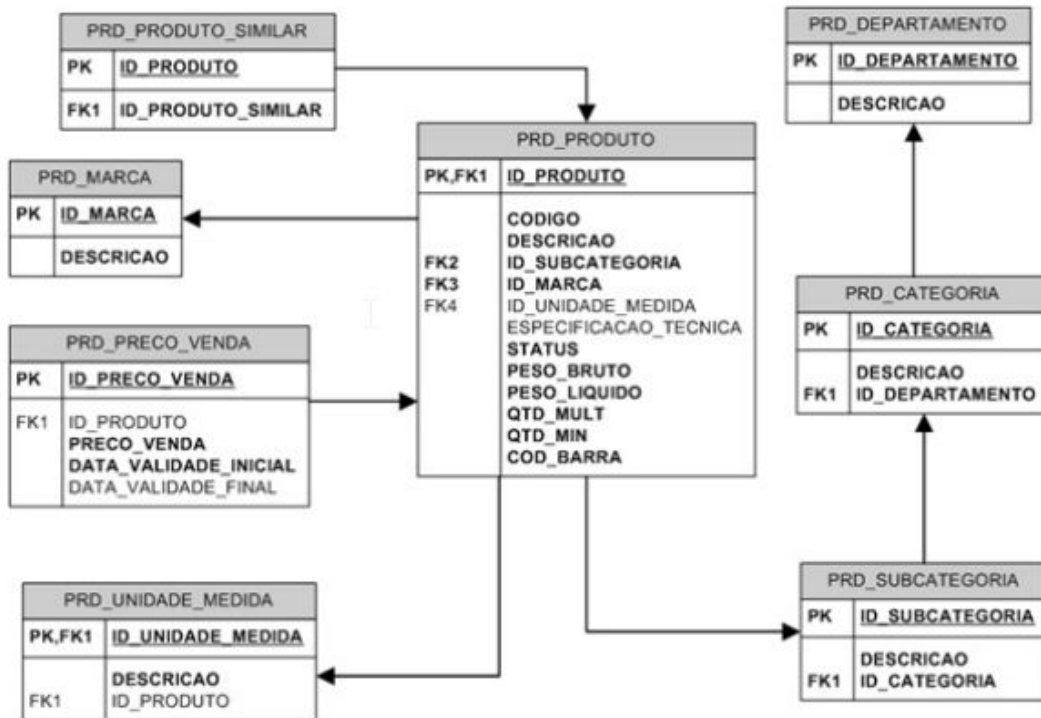 PRD_PRODUTO_SIMILAR
PK ID_PRODUTO
FK1 ID_PRODUTO_SIMILAR
PRD_DEPARTAMENTO
PK ID_DEPARTAMENTO
DESCRICAO
PRD_MARCA
PK ID_MARCA
DESCRICAO
PRD_PRODUTO
PK,FK1 ID_PRODUTO
CODIGO
DESCRICAO
FK2 ID_SUBCATEGORIA
FK3 ID_MARCA
FK4 ID_UNIDADE_MEDIDA
ESPECIFICACAO_TECNICA
STATUS
PESO_BRUTO
PESO_LIQUIDO
QTD_MULT
QTD_MIN
COD_BARRA
PRD_CATEGORIA
PK ID_CATEGORIA
DESCRICAO
FK1 ID_DEPARTAMENTO
PRD_PRECO_VENDA
PK ID_PRECO_VENDA
FK1 ID_PRODUTO
PRECO_VENDA
DATA_VALIDADE_INICIAL
DATA_VALIDADE_FINAL
PRD_UNIDADE_MEDIDA
PK,FK1 ID_UNIDADE_MEDIDA
DESCRICAO
FK1 ID_PRODUTO
PRD_SUBCATEGORIA
PK ID_SUBCATEGORIA
DESCRICAO
FK1 ID_CATEGORIA